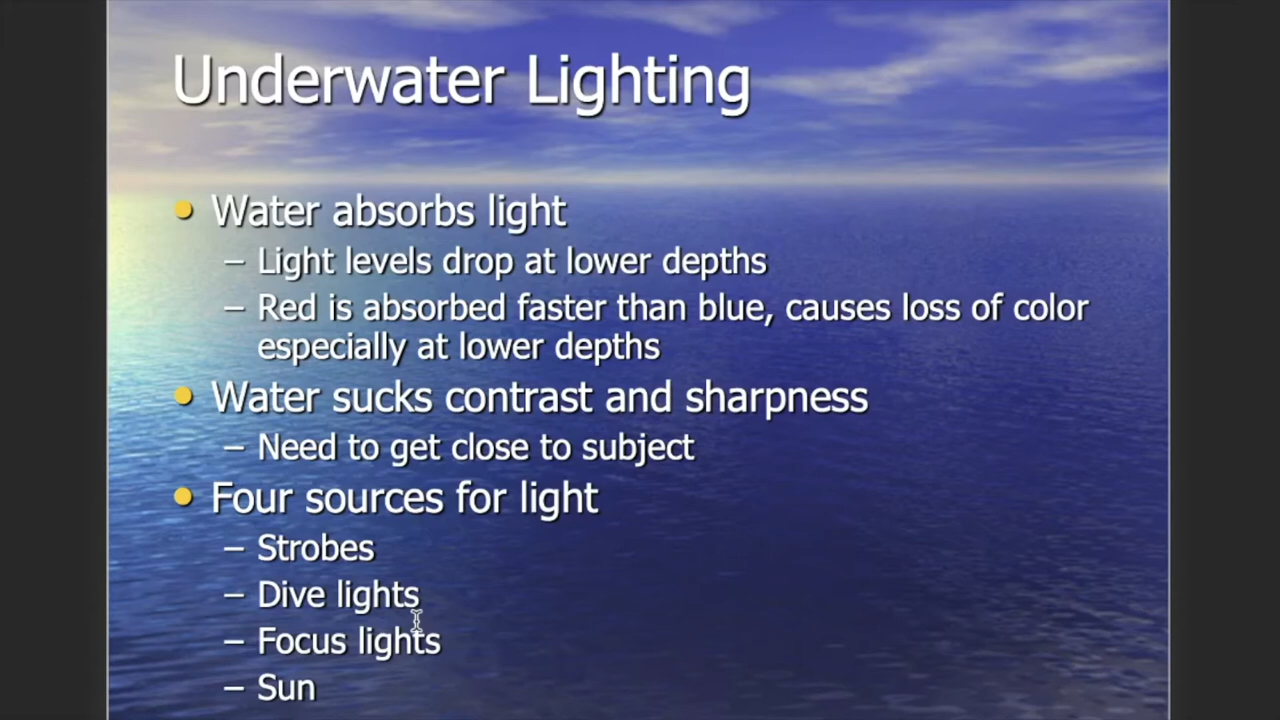 Underwater Lighting
• Water absorbs light
– Light levels drop at lower depths
– Red is absorbed faster than blue, causes loss of color
especially at lower depths
• Water sucks contrast and sharpness
– Need to get close to subject
• Four sources for light
– Strobes
– Dive lights
– Focus lights
– Sun